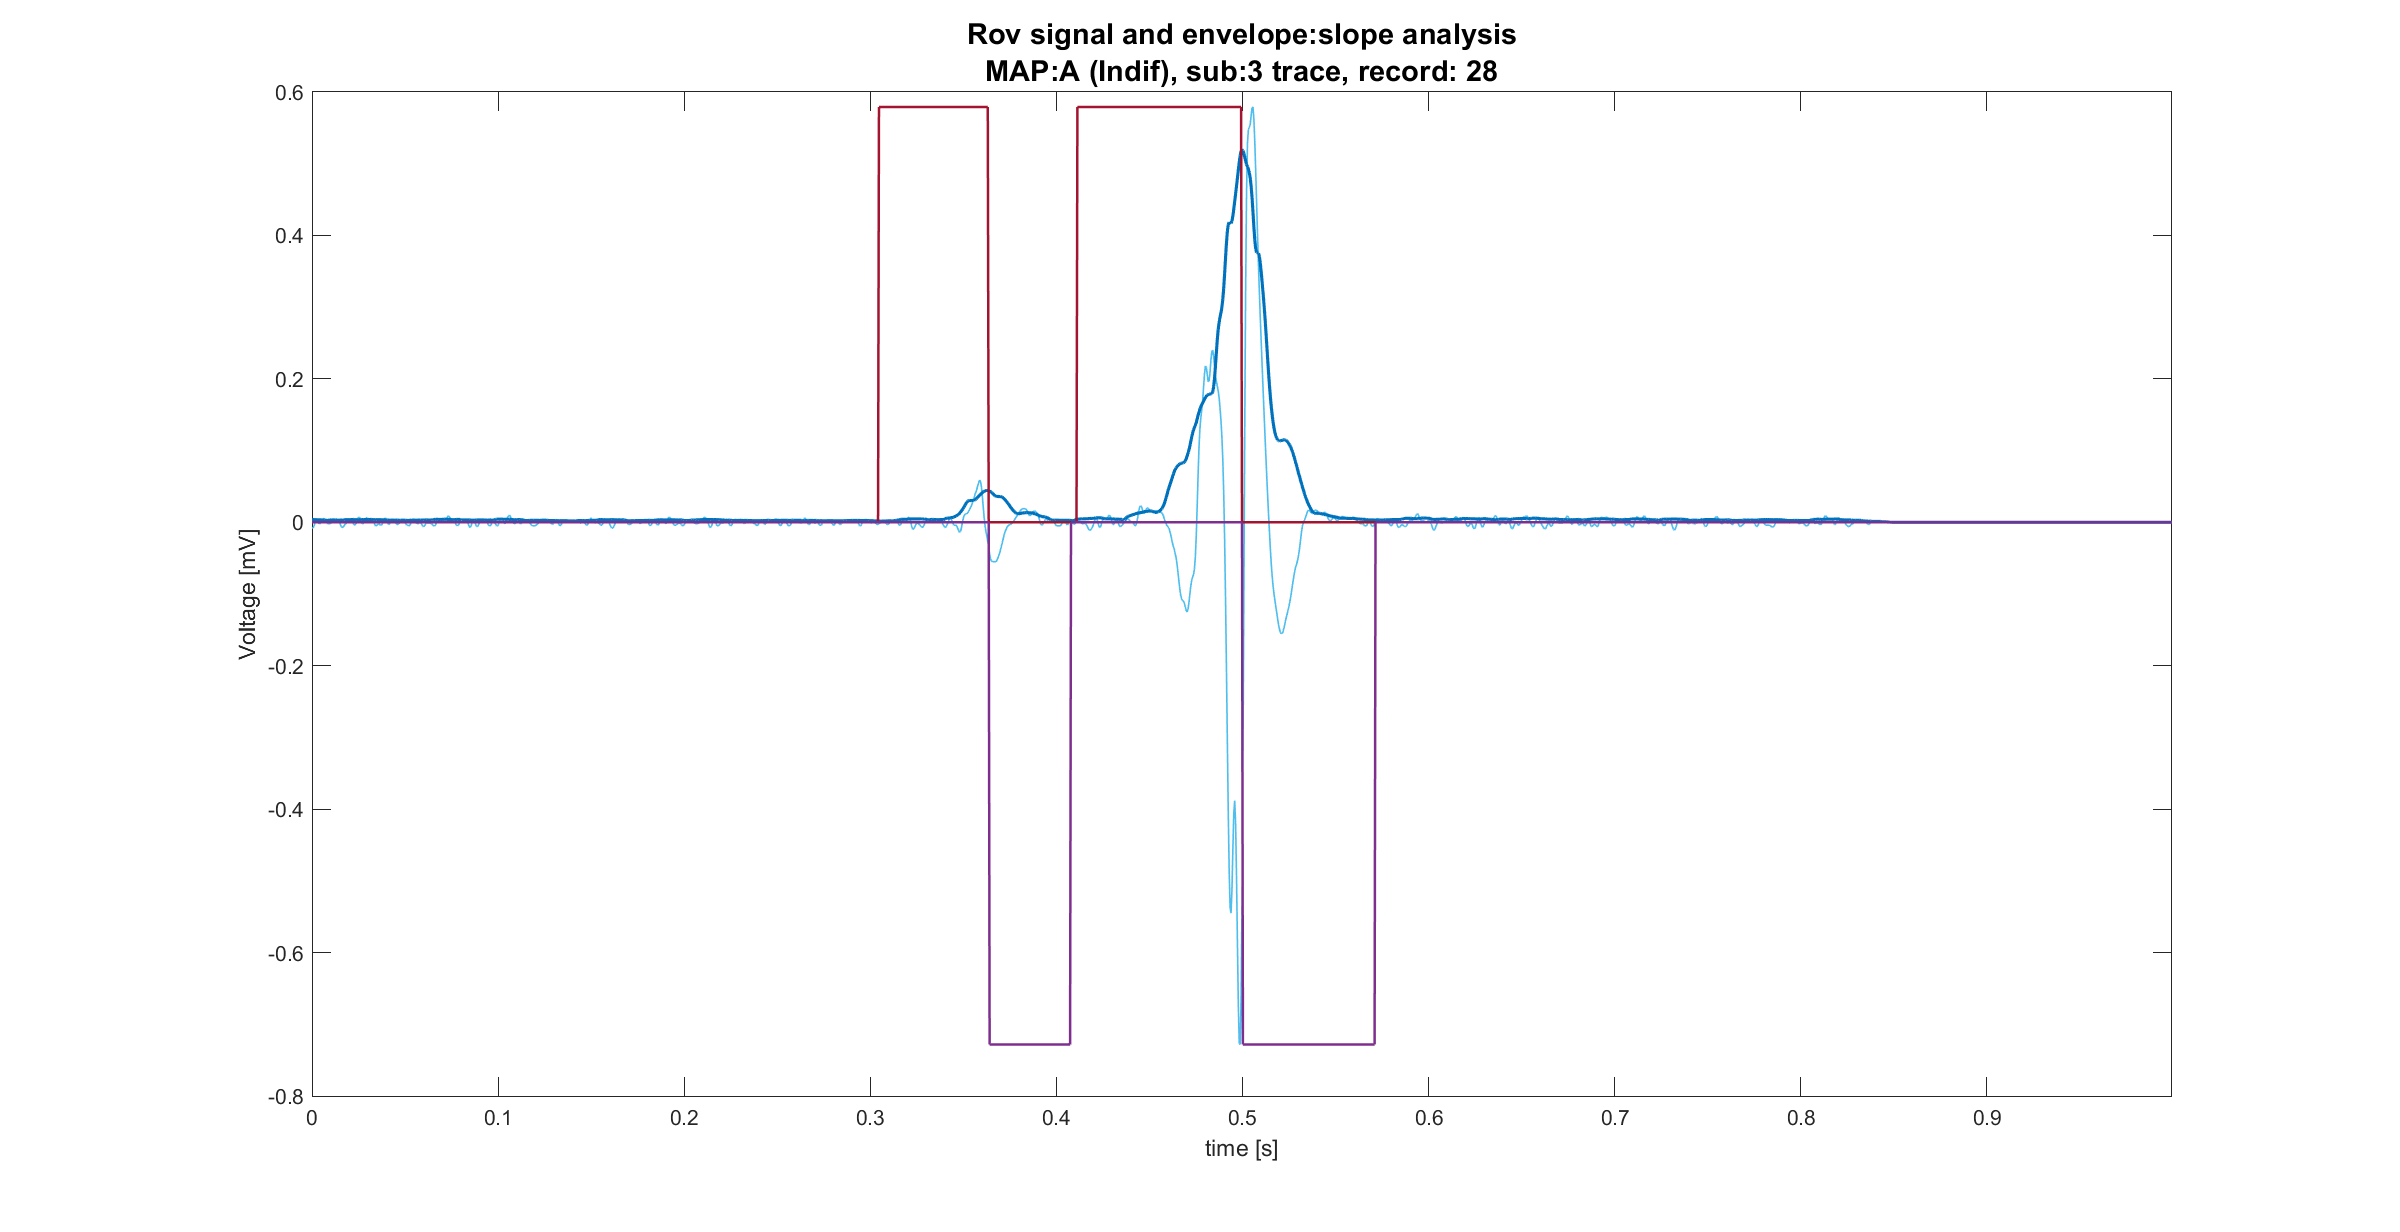 Rov signal and envelope:slope analysis
MAP:A (Indif), sub:3 trace, record: 28
0.6
0.4
0.2
0
-0.2
-0.4
-0.6
-0.8
Voltage [mV]
0 0.1 0.2 0.3 0.4 0.5 0.6 0.7 0.8 0.9
time [s]